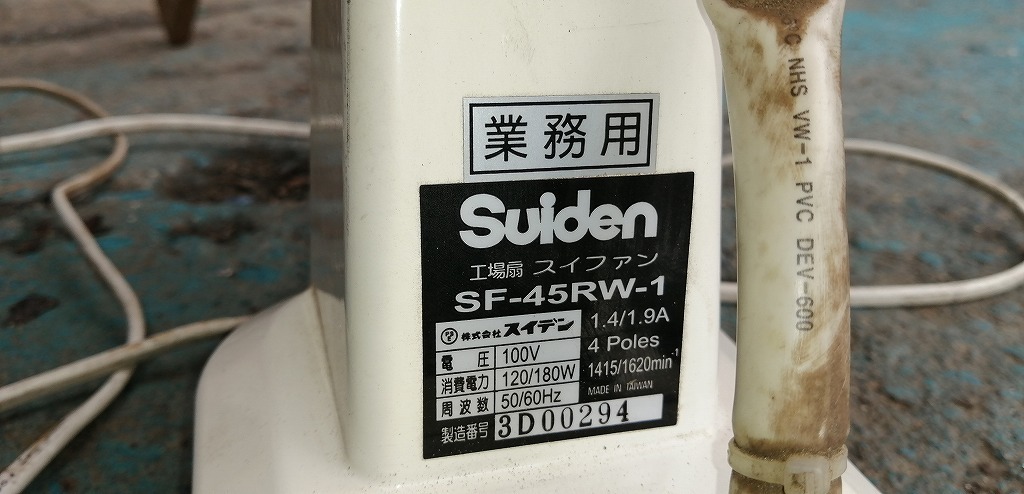 業務用
Suiden
工場扇 スイファン
SF-45RW-1
株式会社 スイデン
1.4/1.9A
電圧 100V
4 Poles
消費電力 120/180W
1415/1620min⁻¹
周波数 50/60Hz
MADE IN TAIWAN
製造番号 3D00294
NHS VW-1 PVC DEV-600